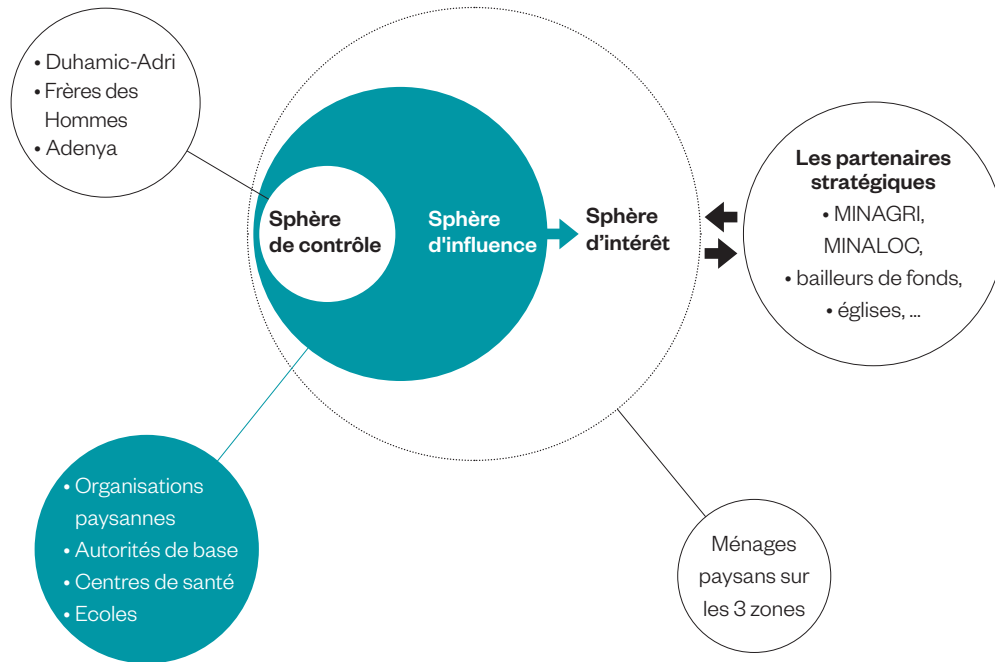 • Duhamic-Adri
• Frères des
Hommes
• Adenya
Sphère
de contrôle
Sphère
d'influence
Sphère
d’intérêt
Les partenaires
stratégiques
• MINAGRI,
MINALOC,
• bailleurs de fonds,
• églises, ...
• Organisations
paysannes
• Autorités de base
• Centres de santé
• Ecoles
Ménages
paysans sur
les 3 zones